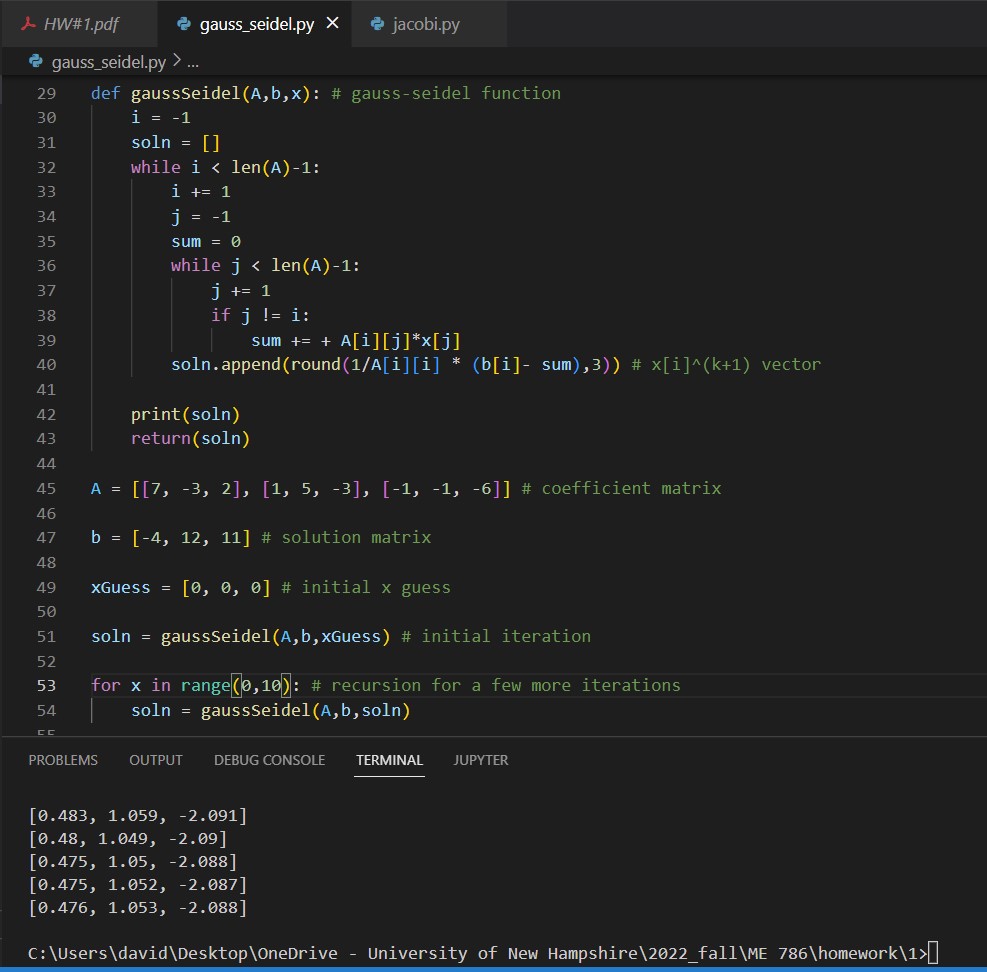 HW#1.pdf gauss_seidel.py × jacobi.py
gauss_seidel.py > ...
29 def gaussSeidel(A,b,x): # gauss-seidel function
30     i = -1
31     soln = []
32     while i < len(A)-1:
33         i += 1
34         j = -1
35         sum = 0
36         while j < len(A)-1:
37             j += 1
38             if j != i:
39                 sum += + A[i][j]*x[j]
40         soln.append(round(1/A[i][i] * (b[i]- sum),3)) # x[i]^(k+1) vector
41
42     print(soln)
43     return(soln)
44
45 A = [[7, -3, 2], [1, 5, -3], [-1, -1, -6]] # coefficient matrix
46
47 b = [-4, 12, 11] # solution matrix
48
49 xGuess = [0, 0, 0] # initial x guess
50
51 soln = gaussSeidel(A,b,xGuess) # initial iteration
52
53 for x in range(0,10): # recursion for a few more iterations
54     soln = gaussSeidel(A,b,soln)
55
PROBLEMS OUTPUT DEBUG CONSOLE TERMINAL JUPYTER
[0.483, 1.059, -2.091]
[0.48, 1.049, -2.09]
[0.475, 1.05, -2.088]
[0.475, 1.052, -2.087]
[0.476, 1.053, -2.088]
C:\Users\david\Desktop\OneDrive - University of New Hampshire\2022_fall\ME 786\homework\1>